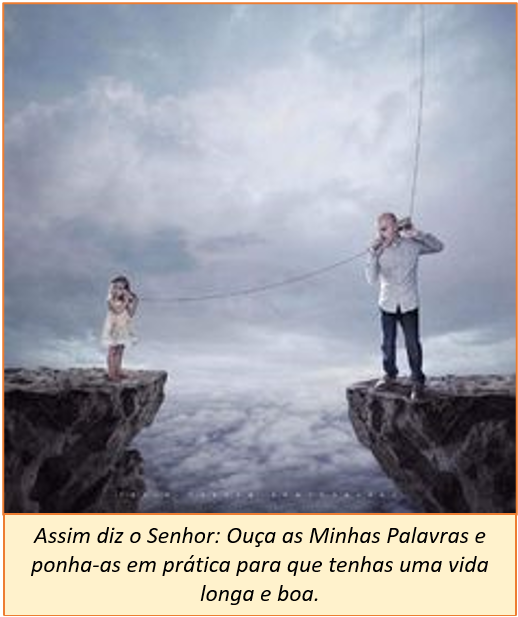 Assim diz o Senhor: Ouça as Minhas Palavras e
ponha-as em prática para que tenhas uma vida
longa e boa.